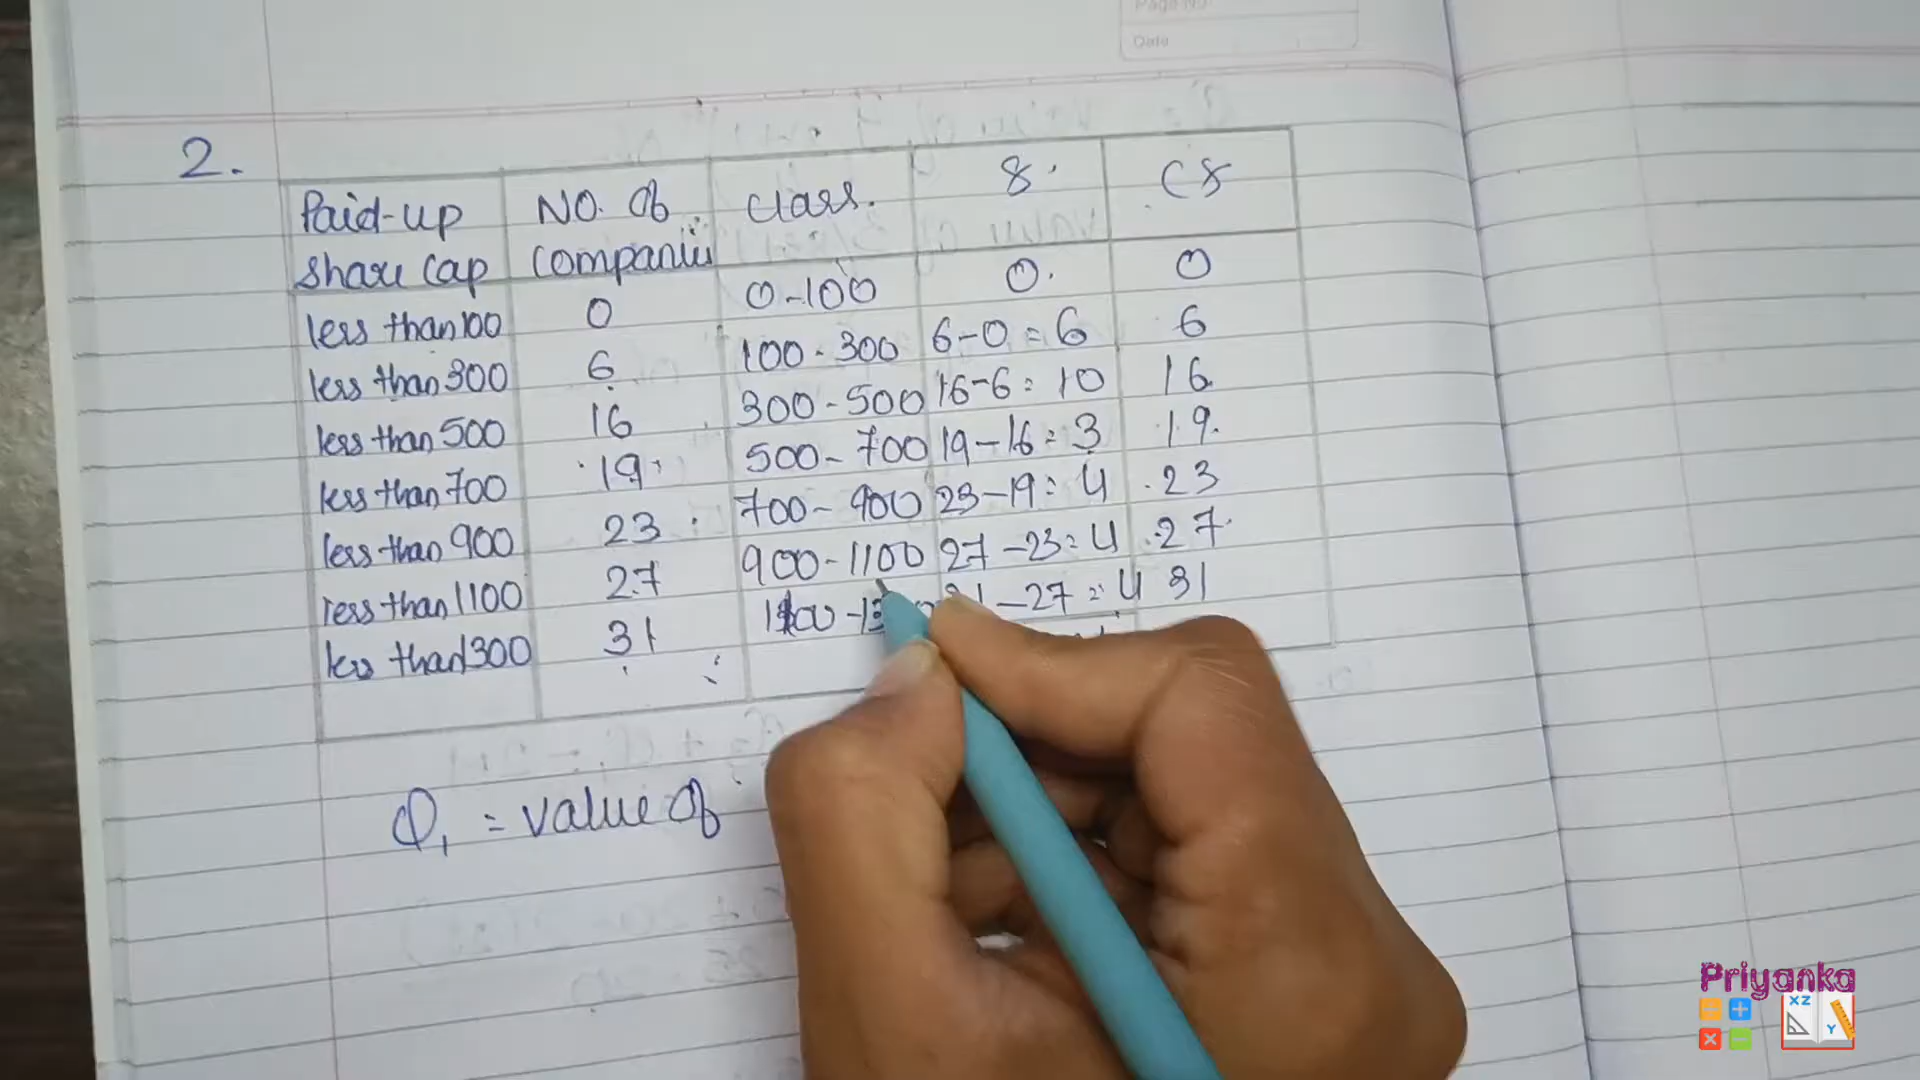 Page No.
Date
2.
Paid-up share cap | No. of companies | class. | f. | cf
less than 100 | 0 | 0-100 | 0. | 0
less than 300 | 6 | 100-300 | 6-0=6 | 6
less than 500 | 16 | 300-500 | 16-6=10 | 16
less than 700 | 19 | 500-700 | 19-16=3 | 19.
less than 900 | 23 | 700-900 | 23-19=4 | 23
less than 1100 | 27 | 900-1100 | 27-23=4 | 27
less than 1300 | 31 | 1100-13 | 31-27=4 | 31
Q1 = value of
Priyanka
XZ
Y